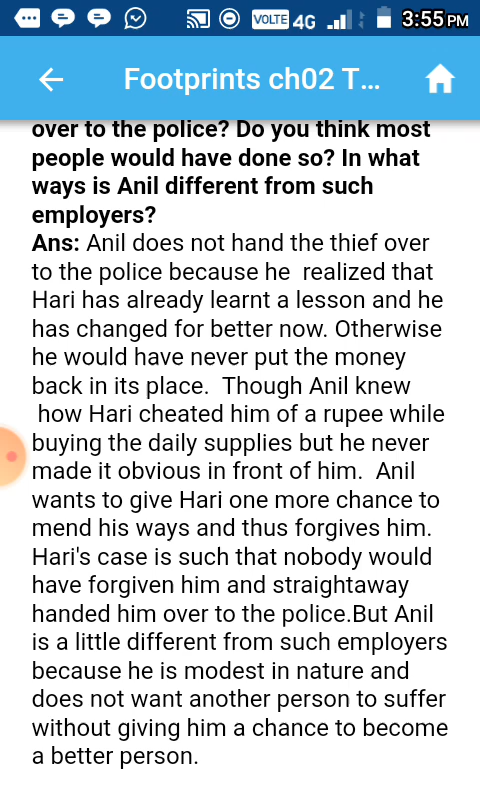 VOLTE 4G 3:55 PM
Footprints ch02 T...
over to the police? Do you think most
people would have done so? In what
ways is Anil different from such
employers?
Ans: Anil does not hand the thief over
to the police because he  realized that
Hari has already learnt a lesson and he
has changed for better now. Otherwise
he would have never put the money
back in its place.  Though Anil knew
 how Hari cheated him of a rupee while
buying the daily supplies but he never
made it obvious in front of him.  Anil
wants to give Hari one more chance to
mend his ways and thus forgives him.
Hari's case is such that nobody would
have forgiven him and straightaway
handed him over to the police.But Anil
is a little different from such employers
because he is modest in nature and
does not want another person to suffer
without giving him a chance to become
a better person.